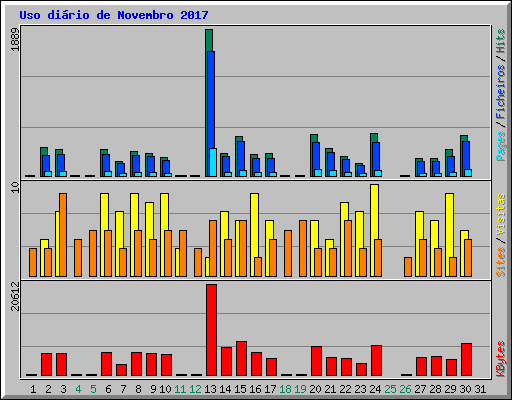 Uso diário de Novembro 2017
1889
Pages / Ficheiros / Hits
10
Sites / Visitas
20612
KBytes
1 2 3 4 5 6 7 8 9 10 11 12 13 14 15 16 17 18 19 20 21 22 23 24 25 26 27 28 29 30 31